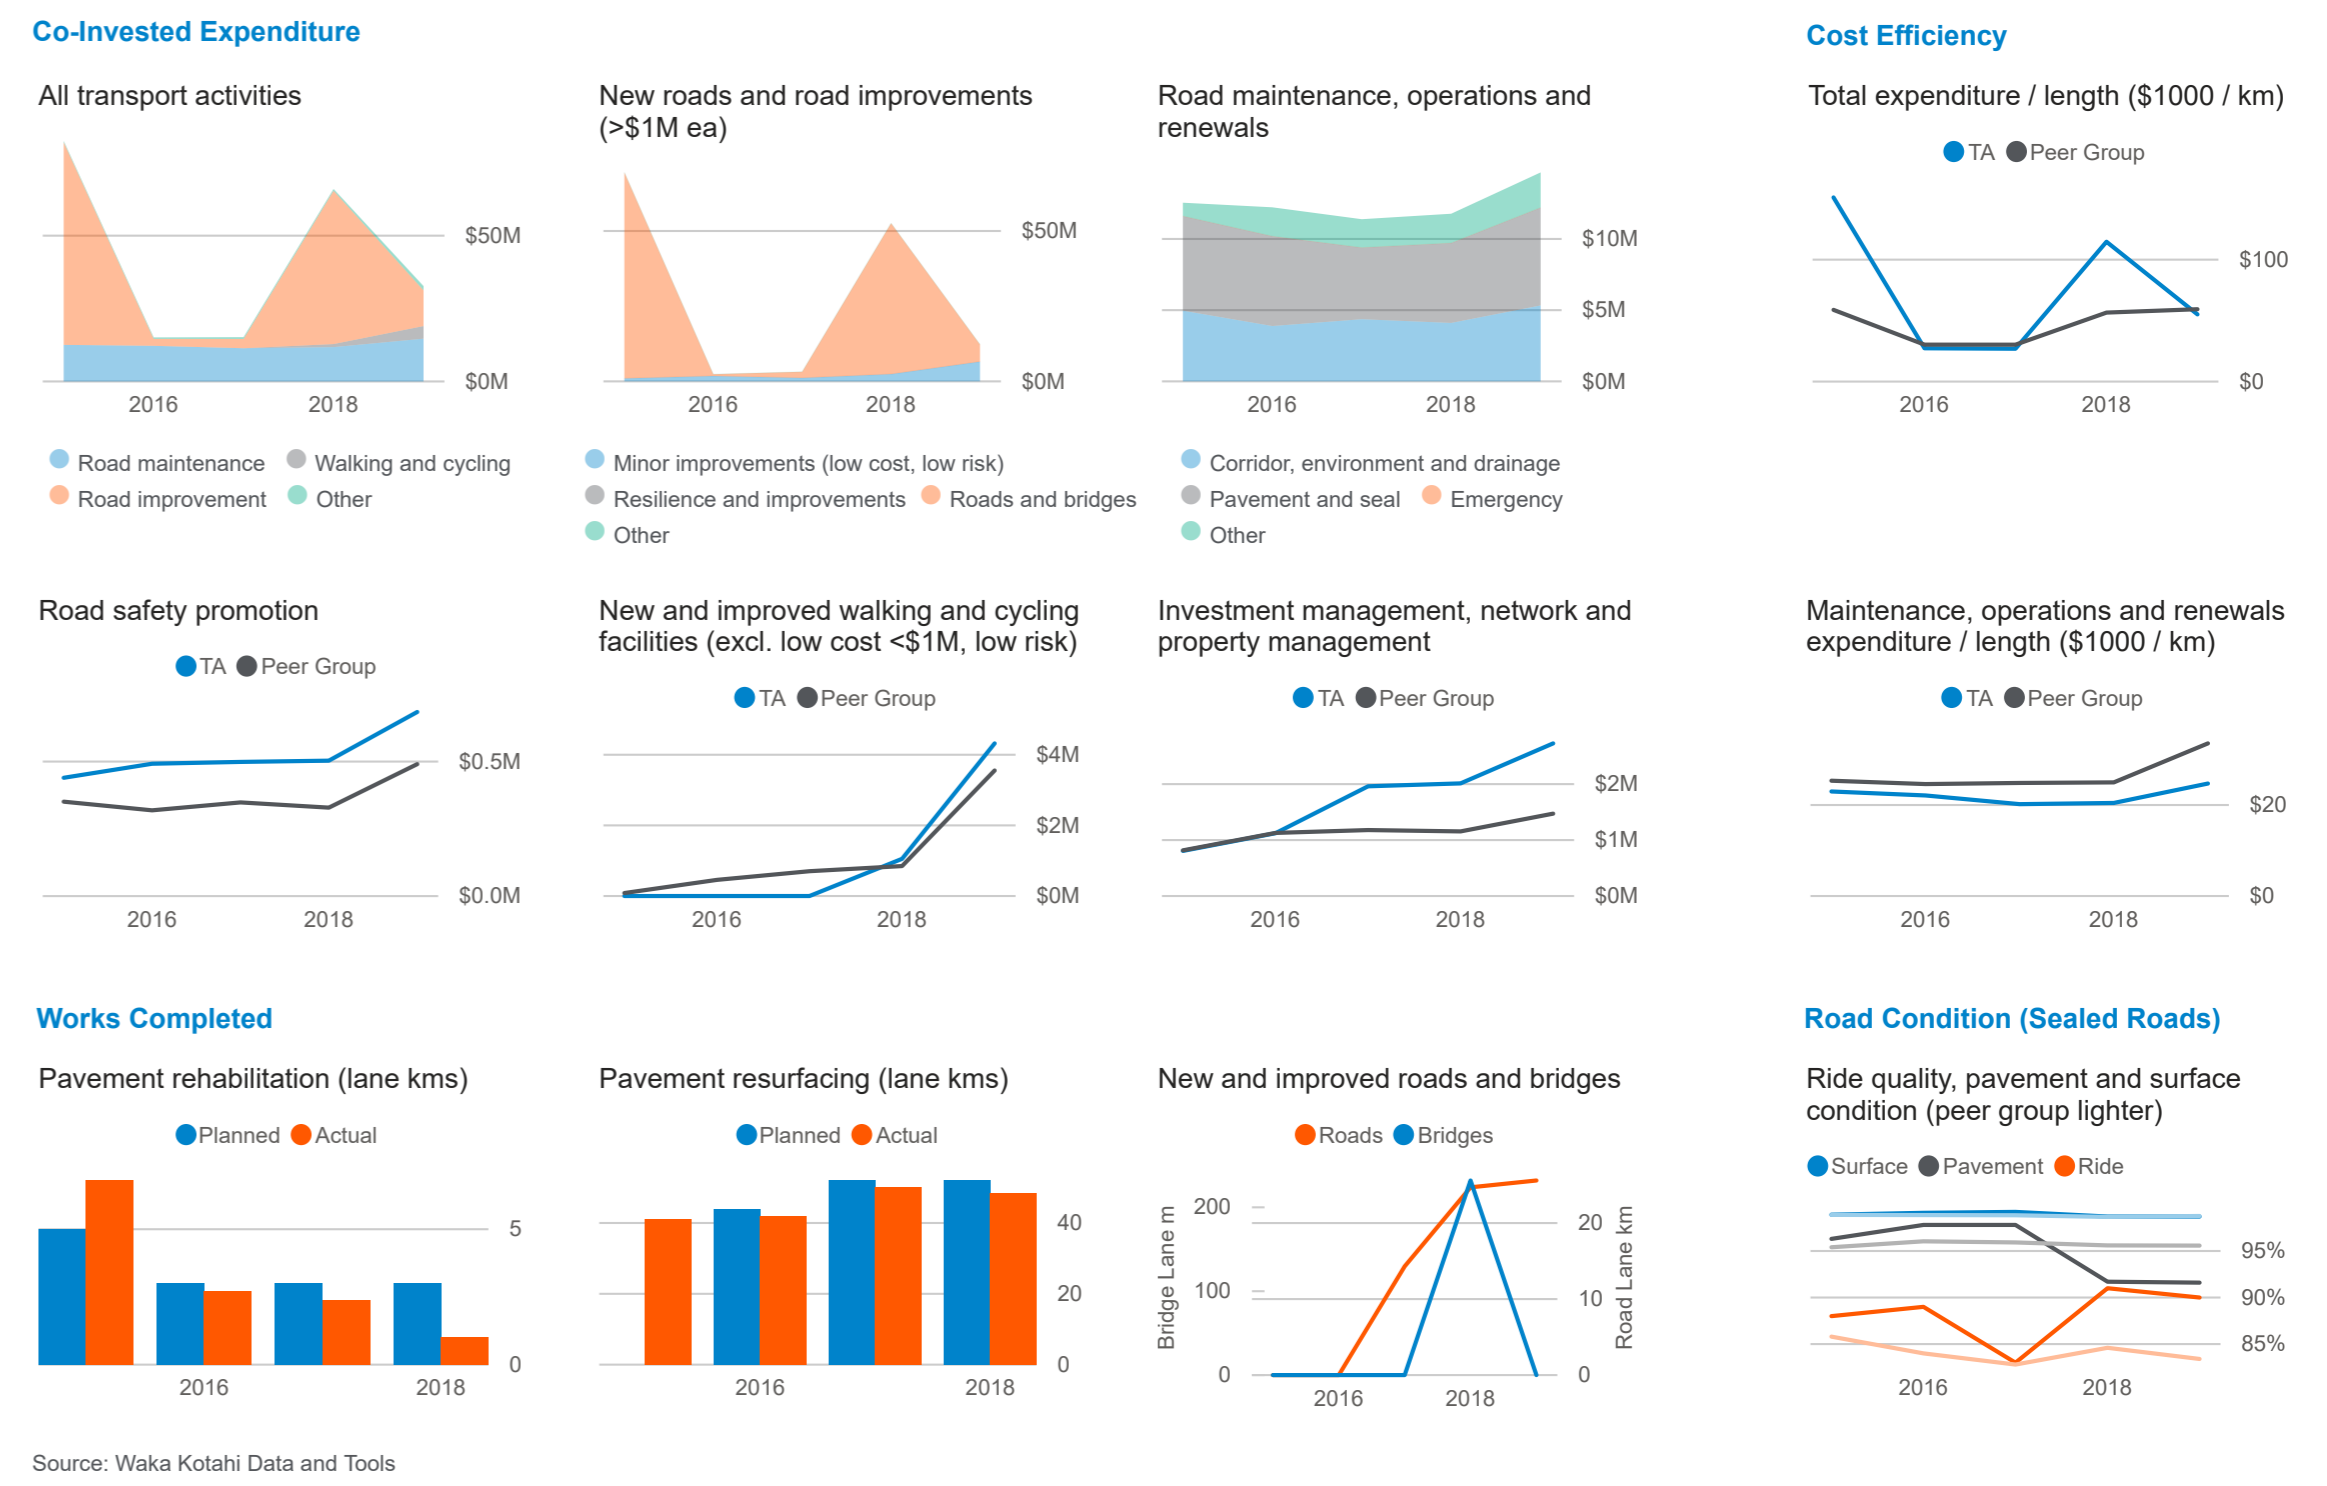 Co-Invested Expenditure
Cost Efficiency
All transport activities
$50M
$0M
2016 2018
Road maintenance Walking and cycling
Road improvement Other
New roads and road improvements
(>$1M ea)
$50M
$0M
2016 2018
Minor improvements (low cost, low risk)
Resilience and improvements Roads and bridges
Other
Road maintenance, operations and
renewals
$10M
$5M
$0M
2016 2018
Corridor, environment and drainage
Pavement and seal Emergency
Other
Total expenditure / length ($1000 / km)
TA Peer Group
$100
$0
2016 2018
Road safety promotion
TA Peer Group
$0.5M
$0.0M
2016 2018
New and improved walking and cycling
facilities (excl. low cost <$1M, low risk)
TA Peer Group
$4M
$2M
$0M
2016 2018
Investment management, network and
property management
TA Peer Group
$2M
$1M
$0M
2016 2018
Maintenance, operations and renewals
expenditure / length ($1000 / km)
TA Peer Group
$20
$0
2016 2018
Works Completed
Road Condition (Sealed Roads)
Pavement rehabilitation (lane kms)
Planned Actual
5
0
2016 2018
Pavement resurfacing (lane kms)
Planned Actual
40
20
0
2016 2018
New and improved roads and bridges
Roads Bridges
Bridge Lane m
200
100
0
20
10
0
Road Lane km
2016 2018
Ride quality, pavement and surface
condition (peer group lighter)
Surface Pavement Ride
95%
90%
85%
2016 2018
Source: Waka Kotahi Data and Tools